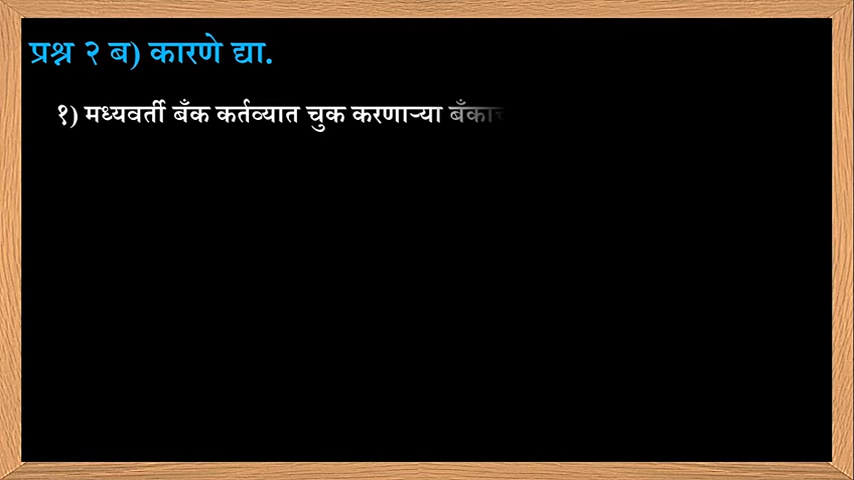 प्रश्न २ ब) कारणे द्या.
१) मध्यवर्ती बँक कर्तव्यात चुक करणाऱ्या